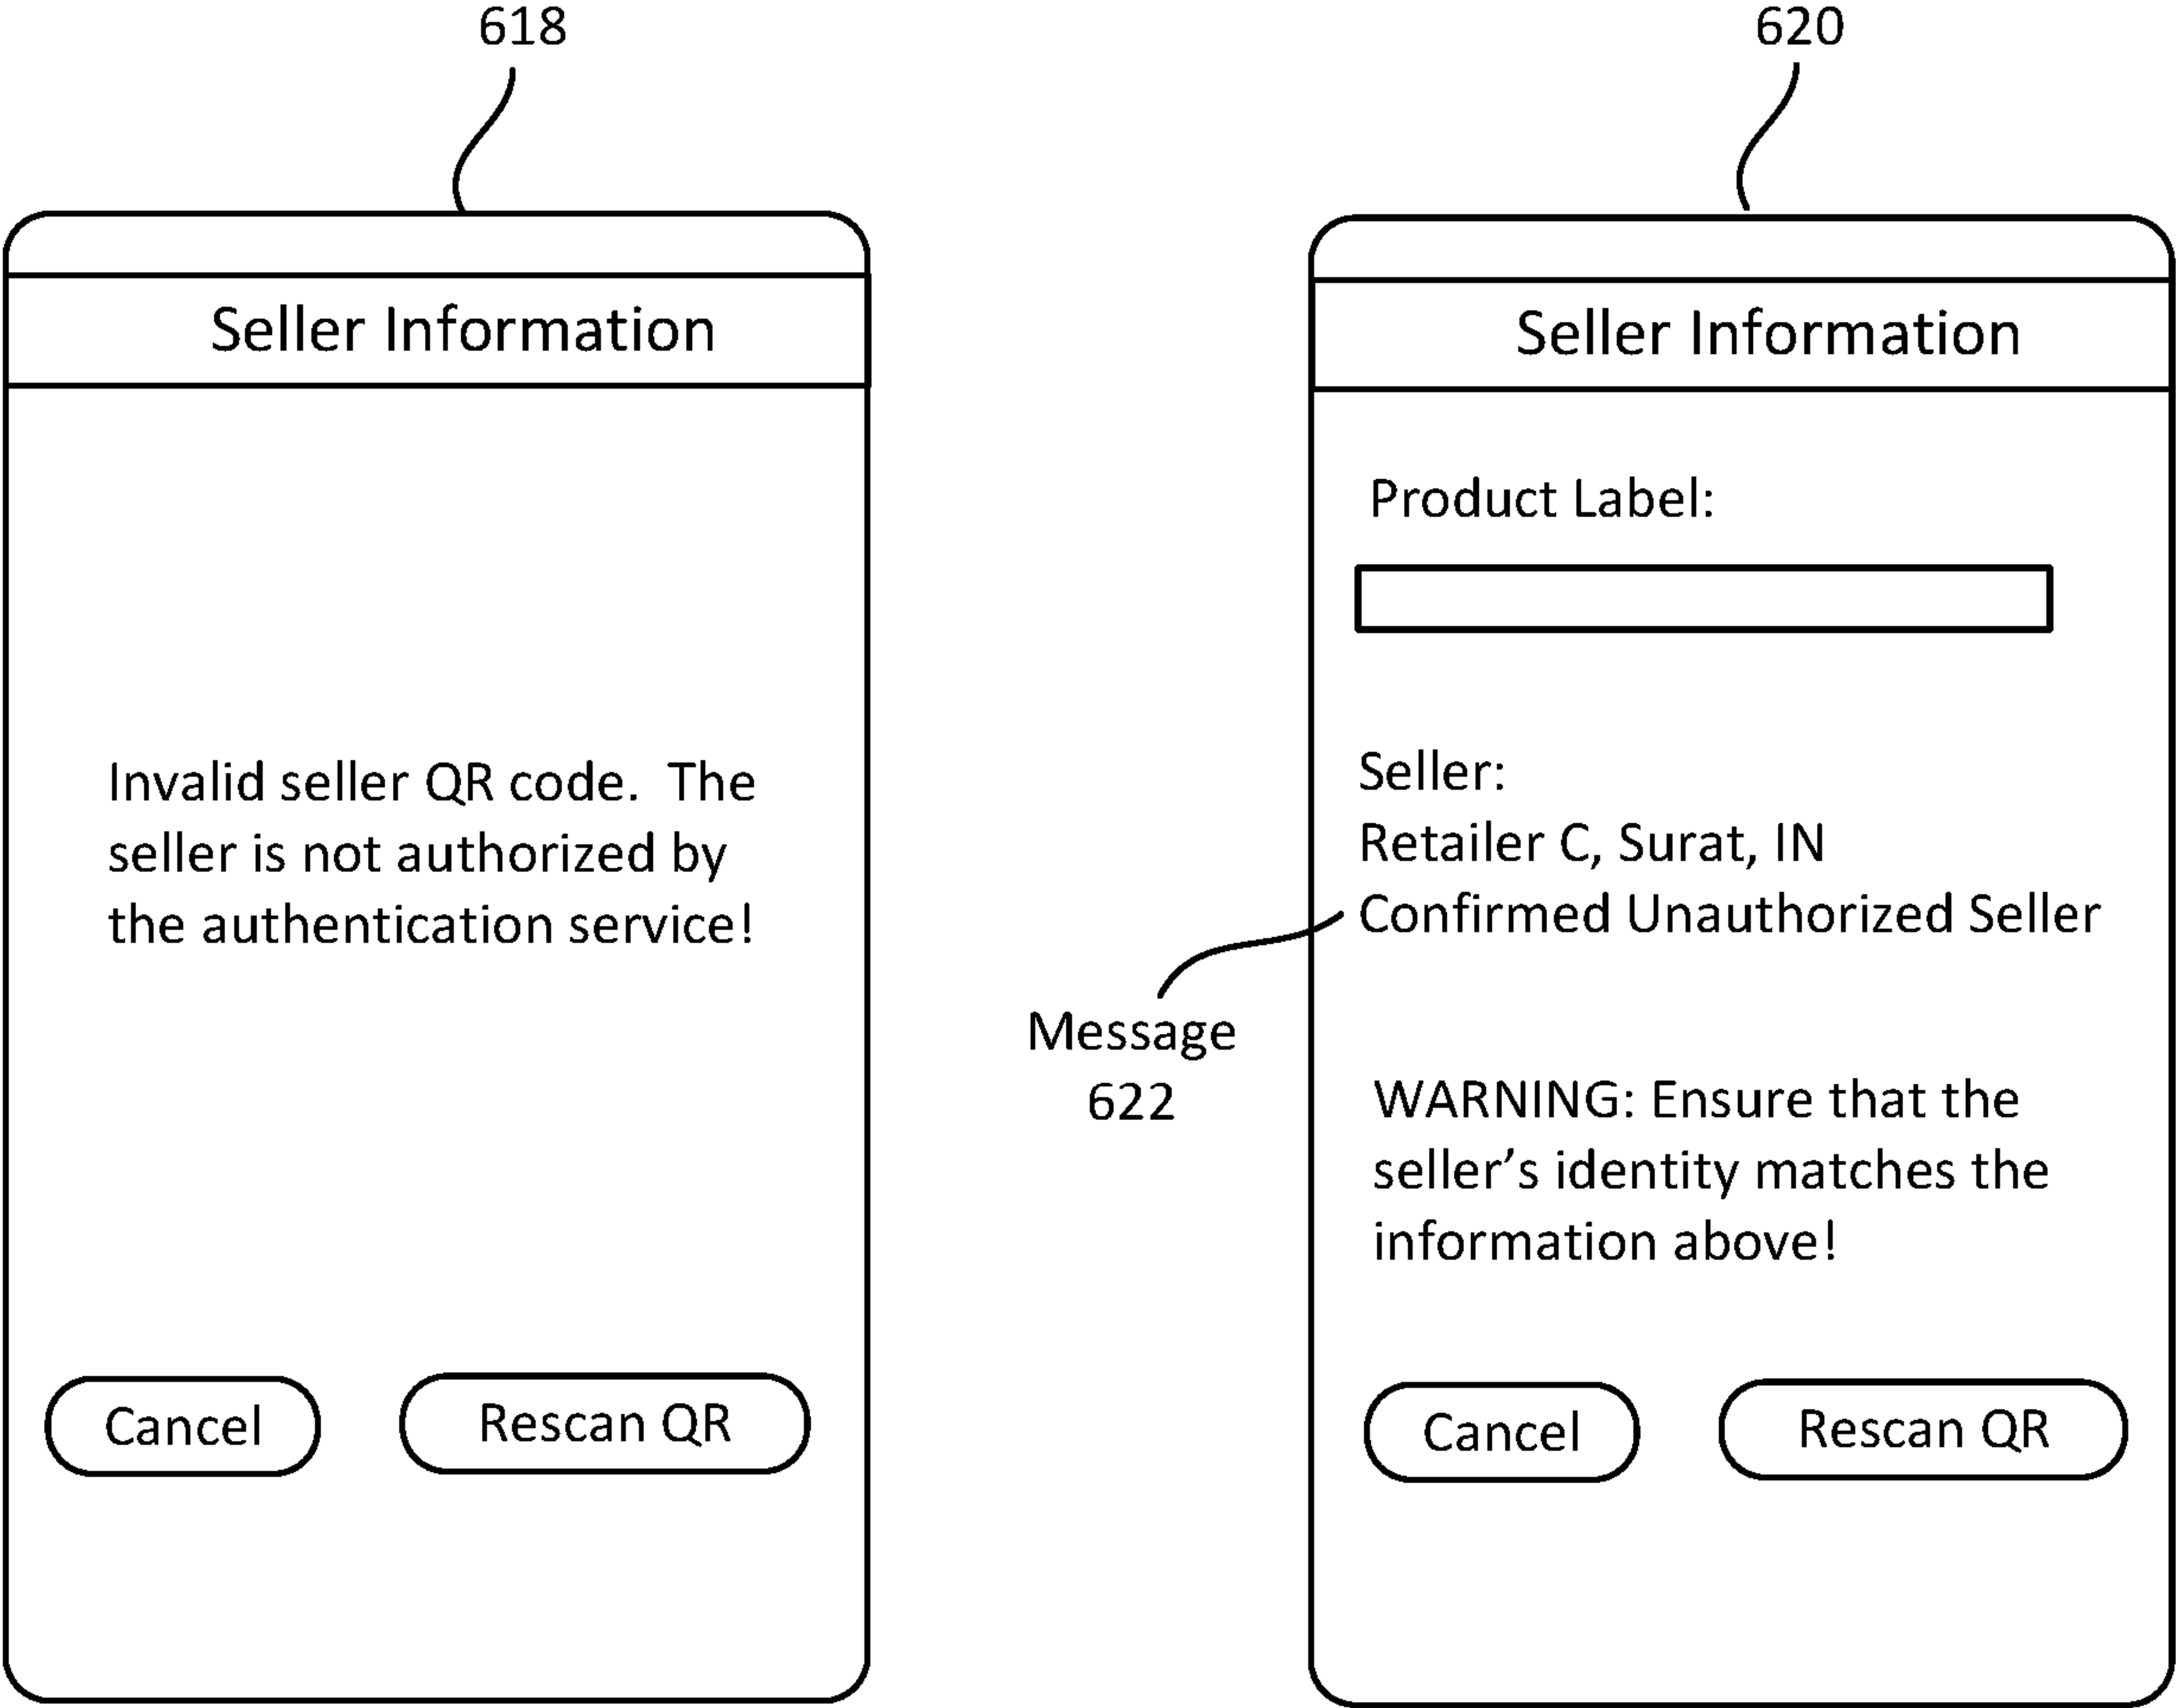 618
Seller Information
Invalid seller QR code.  The
seller is not authorized by
the authentication service!
Cancel
Rescan QR
620
Seller Information
Product Label:
Seller:
Retailer C, Surat, IN
Confirmed Unauthorized Seller
Message
622
WARNING: Ensure that the
seller’s identity matches the
information above!
Cancel
Rescan QR